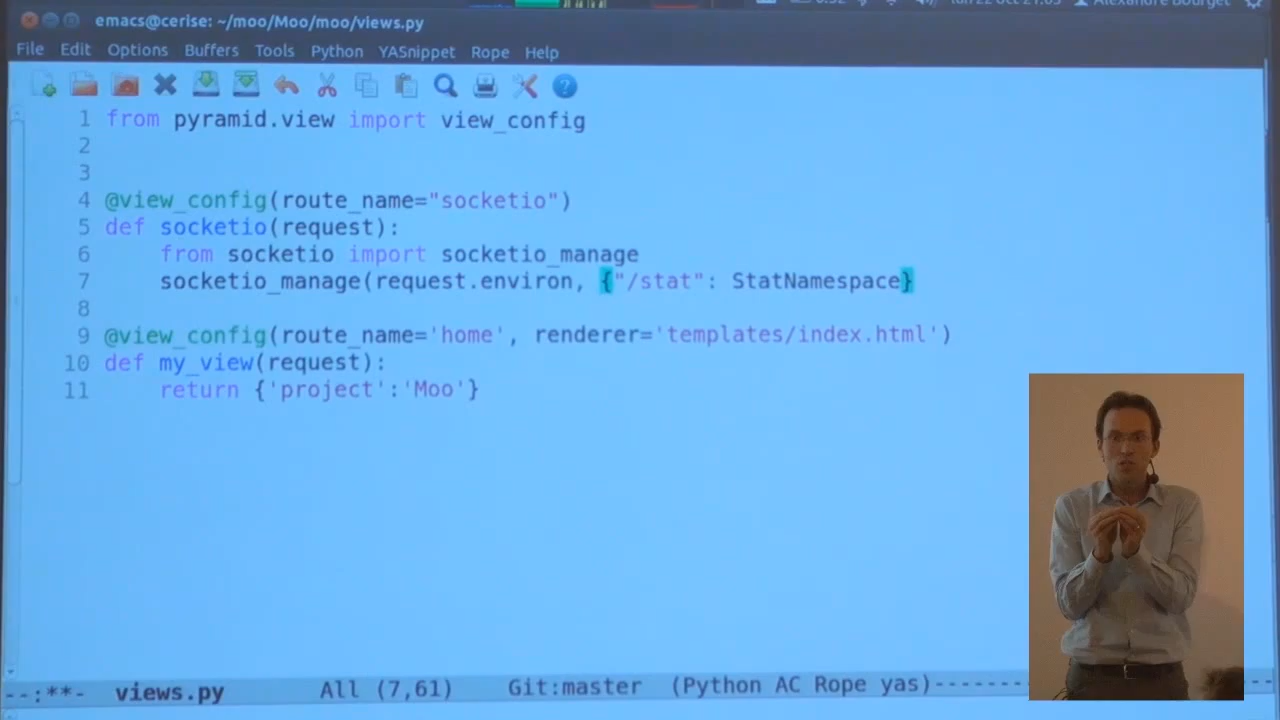 emacs@cerise: ~/moo/Moo/moo/views.py
File Edit Options Buffers Tools Python YASnippet Rope Help
1 from pyramid.view import view_config
2
3
4 @view_config(route_name="socketio")
5 def socketio(request):
6     from socketio import socketio_manage
7     socketio_manage(request.environ, {"/stat": StatNamespace}
8
9 @view_config(route_name='home', renderer='templates/index.html')
10 def my_view(request):
11     return {'project':'Moo'}
--:**-  views.py       All (7,61)    Git:master  (Python AC Rope yas)